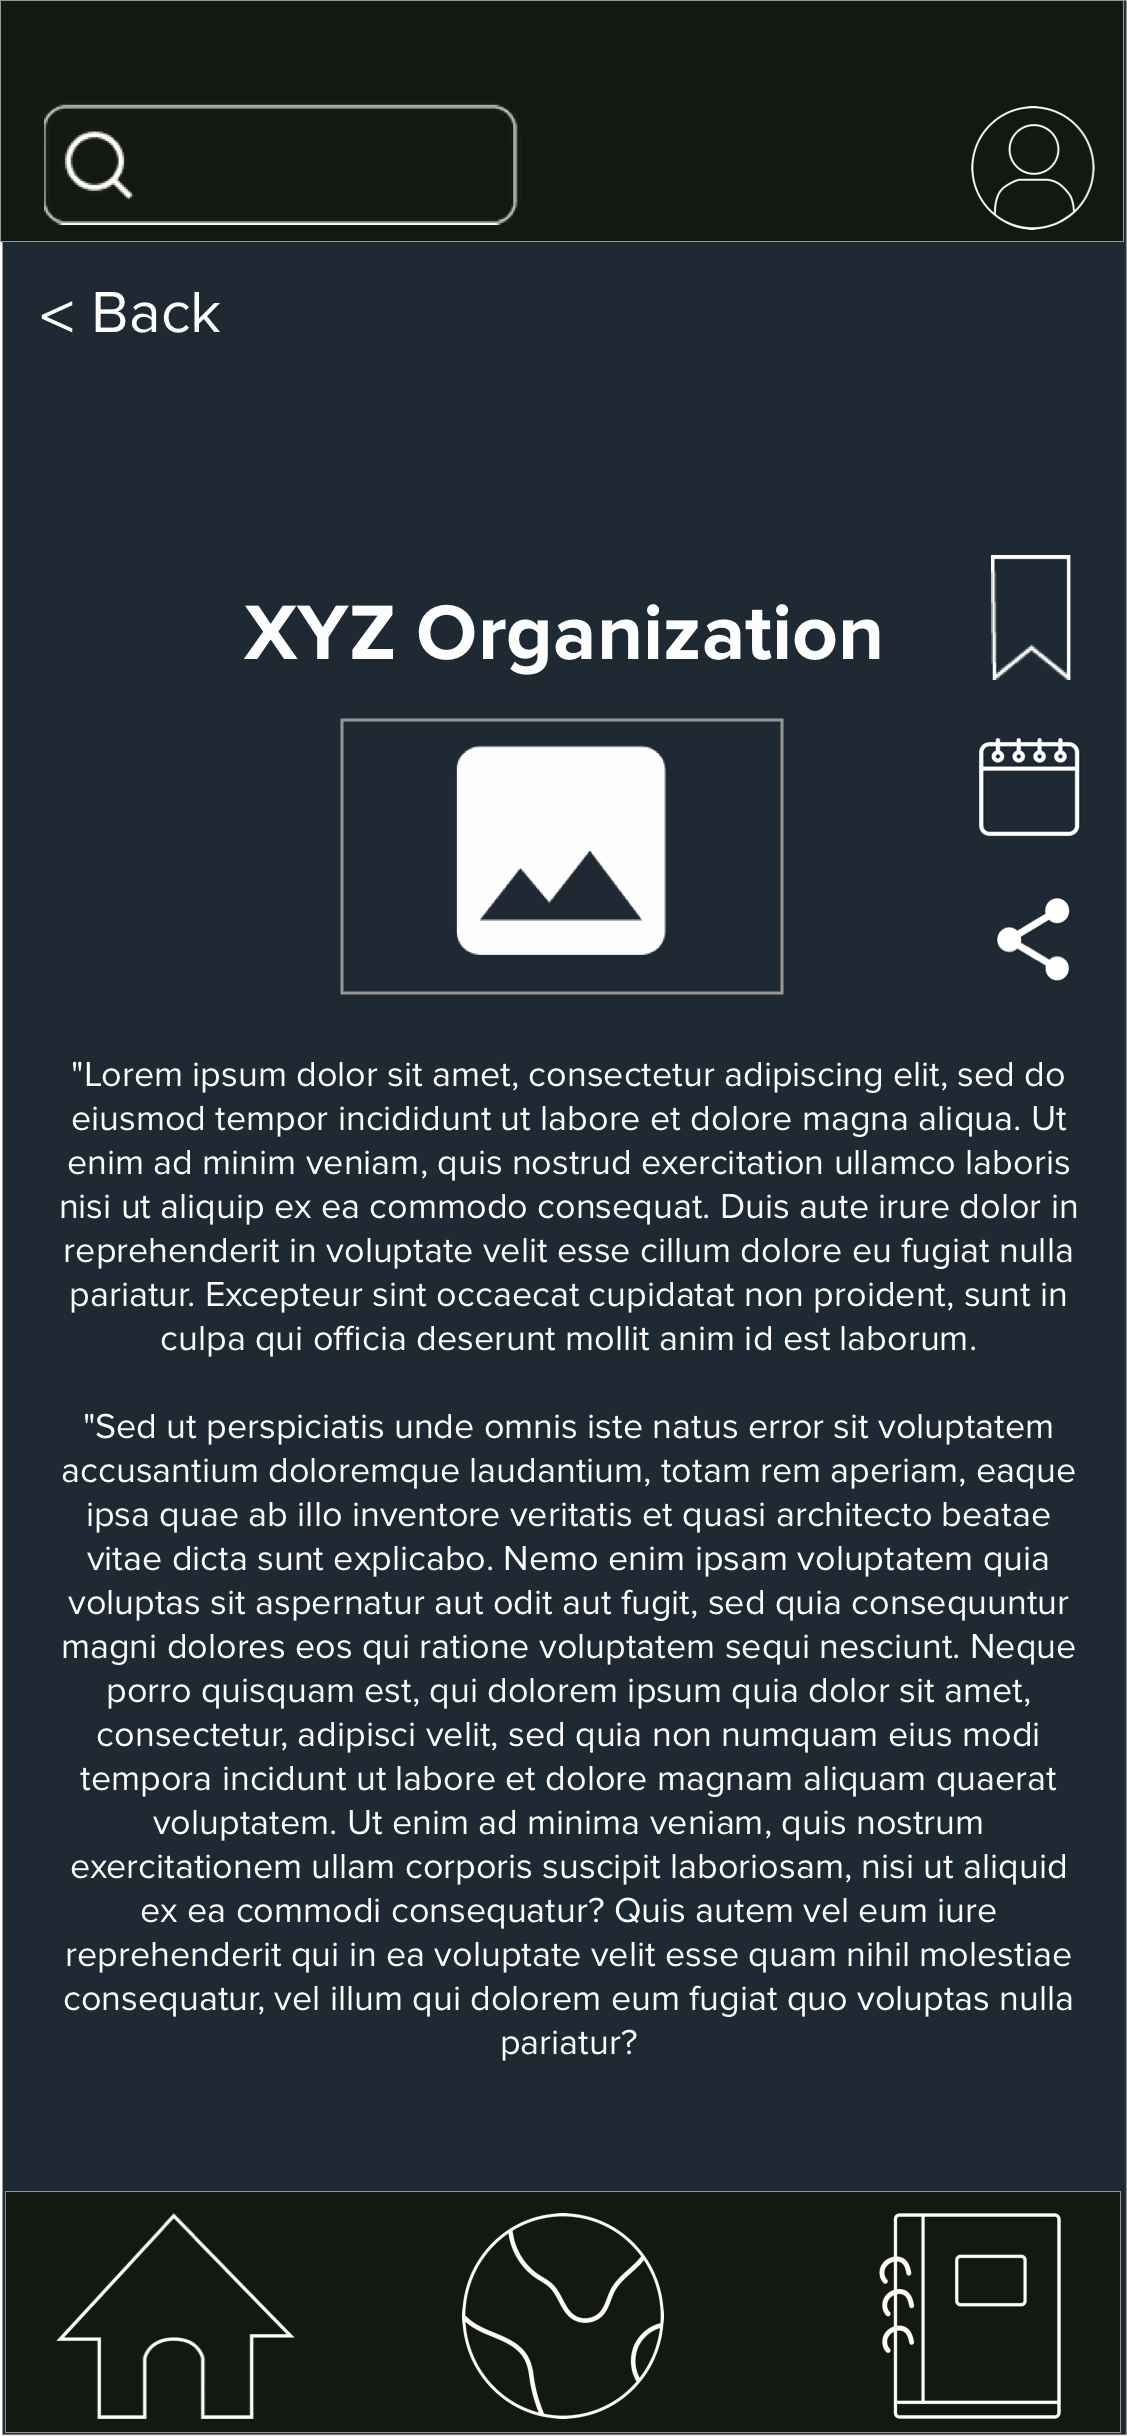 < Back
XYZ Organization
"Lorem ipsum dolor sit amet, consectetur adipiscing elit, sed do
eiusmod tempor incididunt ut labore et dolore magna aliqua. Ut
enim ad minim veniam, quis nostrud exercitation ullamco laboris
nisi ut aliquip ex ea commodo consequat. Duis aute irure dolor in
reprehenderit in voluptate velit esse cillum dolore eu fugiat nulla
pariatur. Excepteur sint occaecat cupidatat non proident, sunt in
culpa qui officia deserunt mollit anim id est laborum.
"Sed ut perspiciatis unde omnis iste natus error sit voluptatem
accusantium doloremque laudantium, totam rem aperiam, eaque
ipsa quae ab illo inventore veritatis et quasi architecto beatae
vitae dicta sunt explicabo. Nemo enim ipsam voluptatem quia
voluptas sit aspernatur aut odit aut fugit, sed quia consequuntur
magni dolores eos qui ratione voluptatem sequi nesciunt. Neque
porro quisquam est, qui dolorem ipsum quia dolor sit amet,
consectetur, adipisci velit, sed quia non numquam eius modi
tempora incidunt ut labore et dolore magnam aliquam quaerat
voluptatem. Ut enim ad minima veniam, quis nostrum
exercitationem ullam corporis suscipit laboriosam, nisi ut aliquid
ex ea commodi consequatur? Quis autem vel eum iure
reprehenderit qui in ea voluptate velit esse quam nihil molestiae
consequatur, vel illum qui dolorem eum fugiat quo voluptas nulla
pariatur?